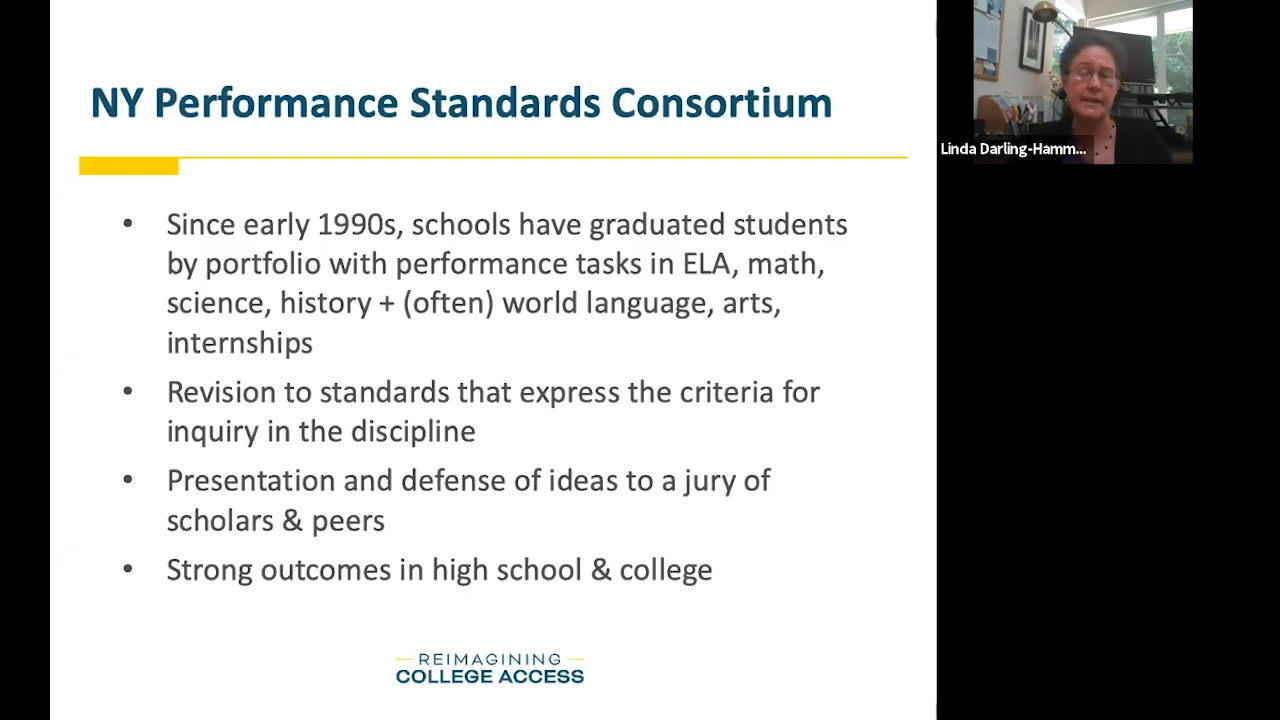 NY Performance Standards Consortium
Linda Darling-Hamm...
• Since early 1990s, schools have graduated students
by portfolio with performance tasks in ELA, math,
science, history + (often) world language, arts,
internships
• Revision to standards that express the criteria for
inquiry in the discipline
• Presentation and defense of ideas to a jury of
scholars & peers
• Strong outcomes in high school & college
REIMAGINING
COLLEGE ACCESS